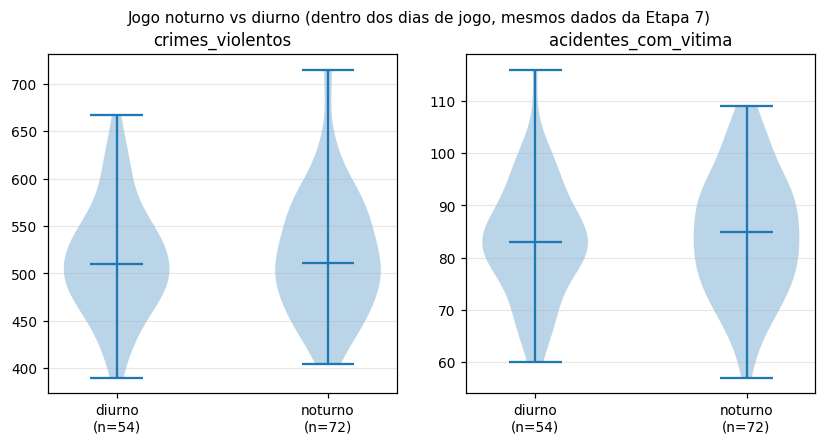 Jogo noturno vs diurno (dentro dos dias de jogo, mesmos dados da Etapa 7)
crimes_violentos
700
650
600
550
500
450
400
diurno
(n=54)
noturno
(n=72)
acidentes_com_vitima
110
100
90
80
70
60
diurno
(n=54)
noturno
(n=72)